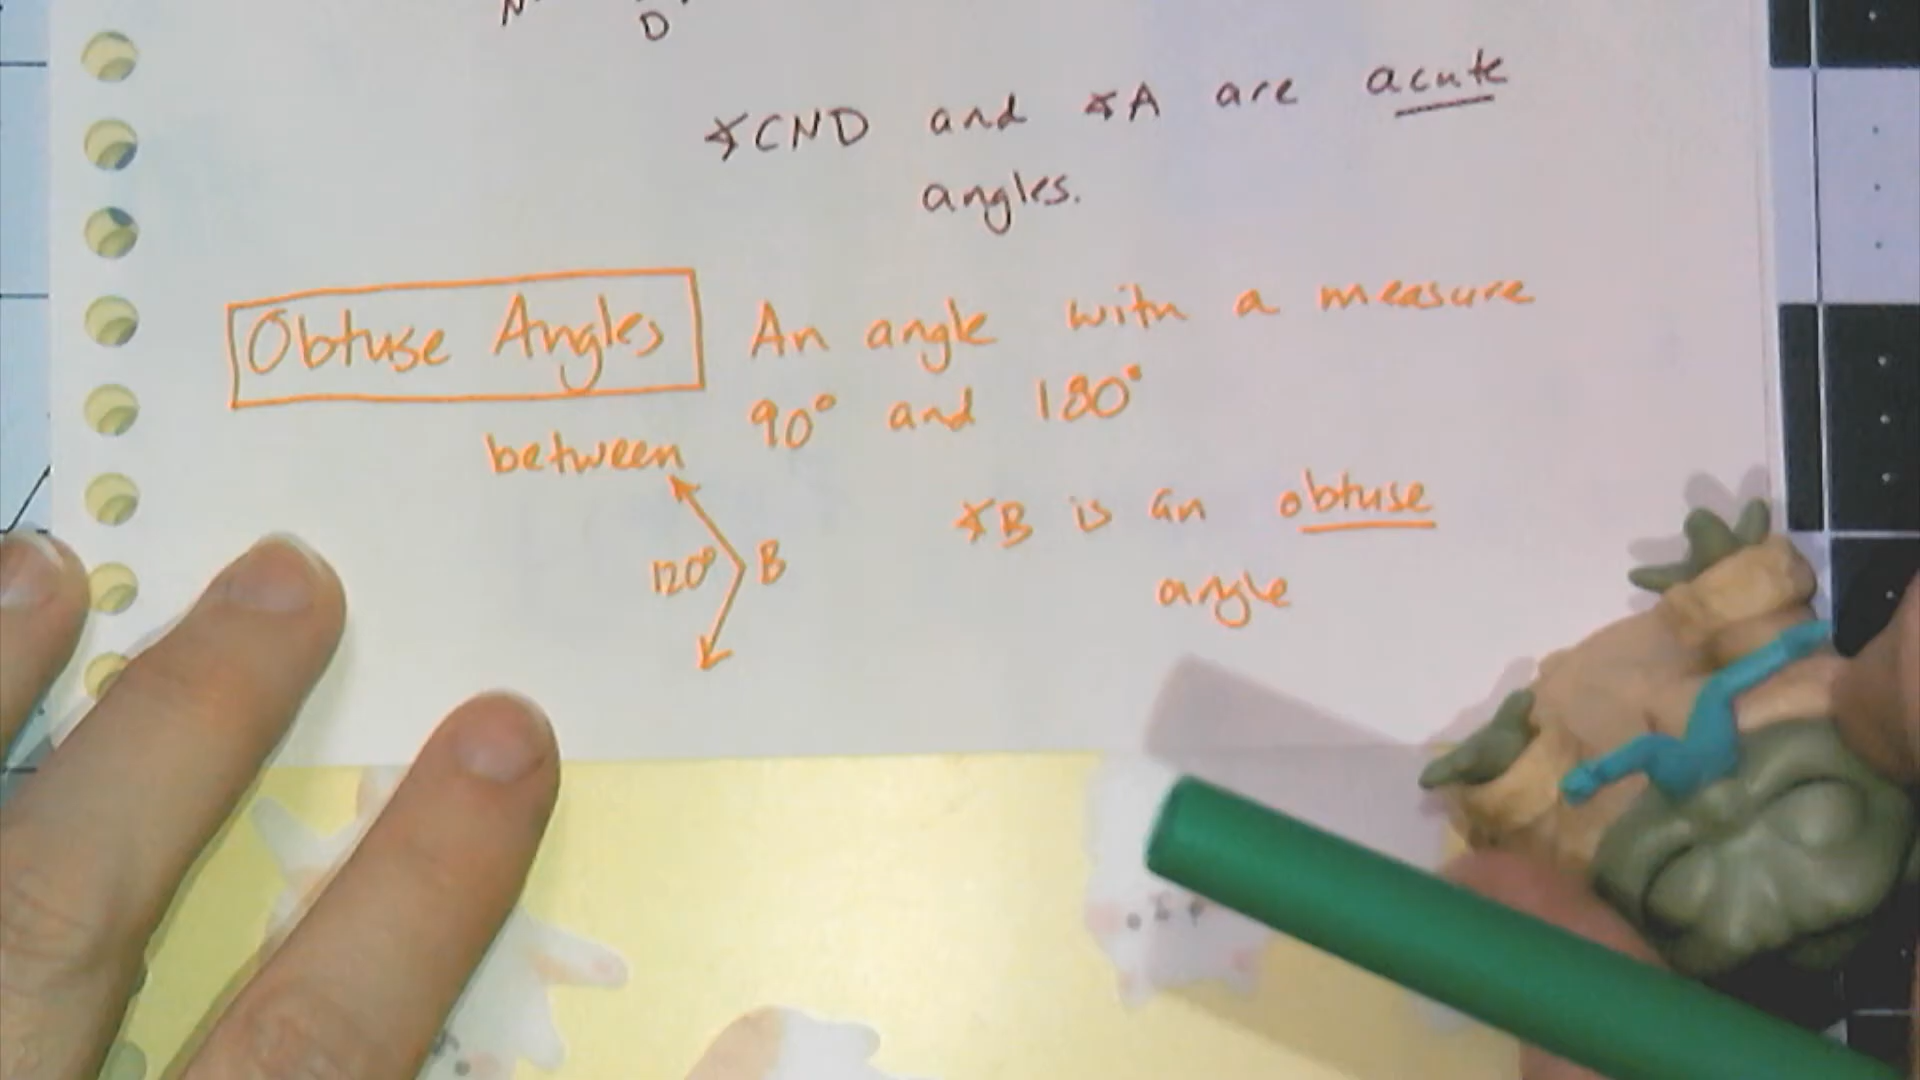 N
D
∡CND and ∡A are acute
angles.
Obtuse Angles An angle with a measure
between 90° and 180°
∡B is an obtuse
120° B
angle